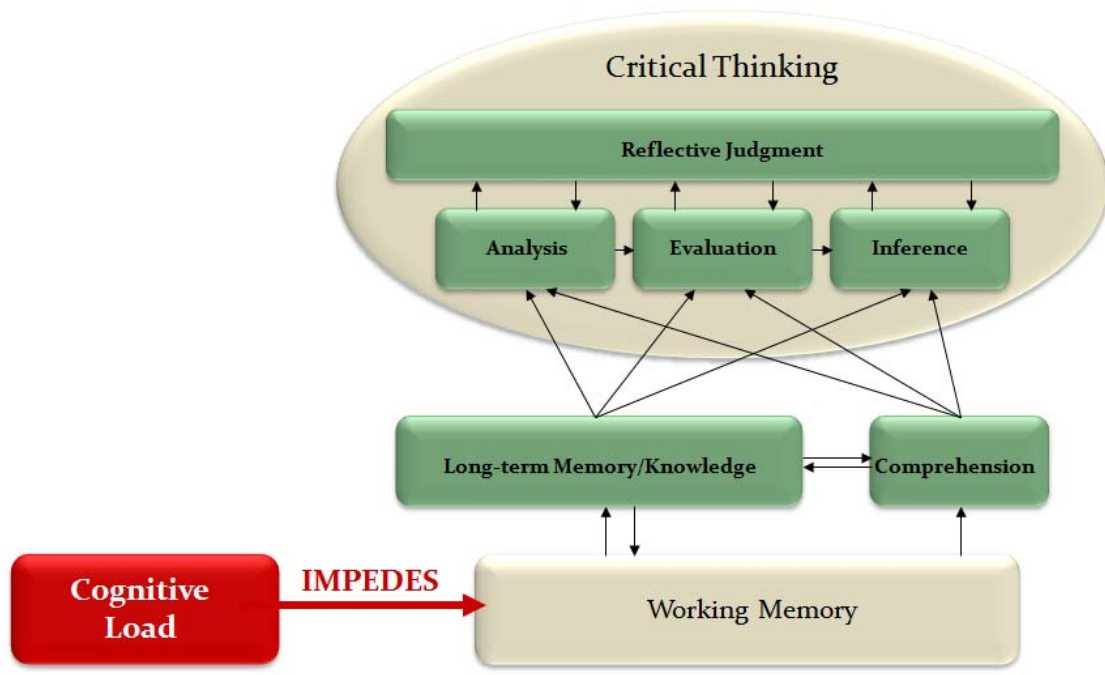 Critical Thinking
Reflective Judgment
Analysis
Evaluation
Inference
Long-term Memory/Knowledge
Comprehension
Cognitive
Load
IMPEDES
Working Memory